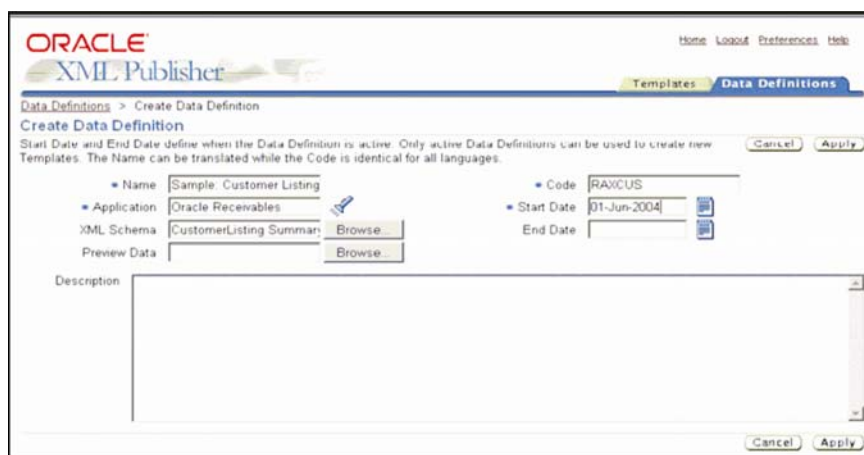 ORACLE
XML Publisher
Home Logout Preferences Help
Templates Data Definitions
Data Definitions > Create Data Definition
Create Data Definition
Start Date and End Date define when the Data Definition is active. Only active Data Definitions can be used to create new
Templates. The Name can be translated while the Code is identical for all languages.
Cancel Apply
* Name Sample: Customer Listing * Code RAXCUS
* Application Oracle Receivables * Start Date 01-Jun-2004
XML Schema CustomerListing Summary Browse... End Date
Preview Data Browse...
Description
Cancel Apply